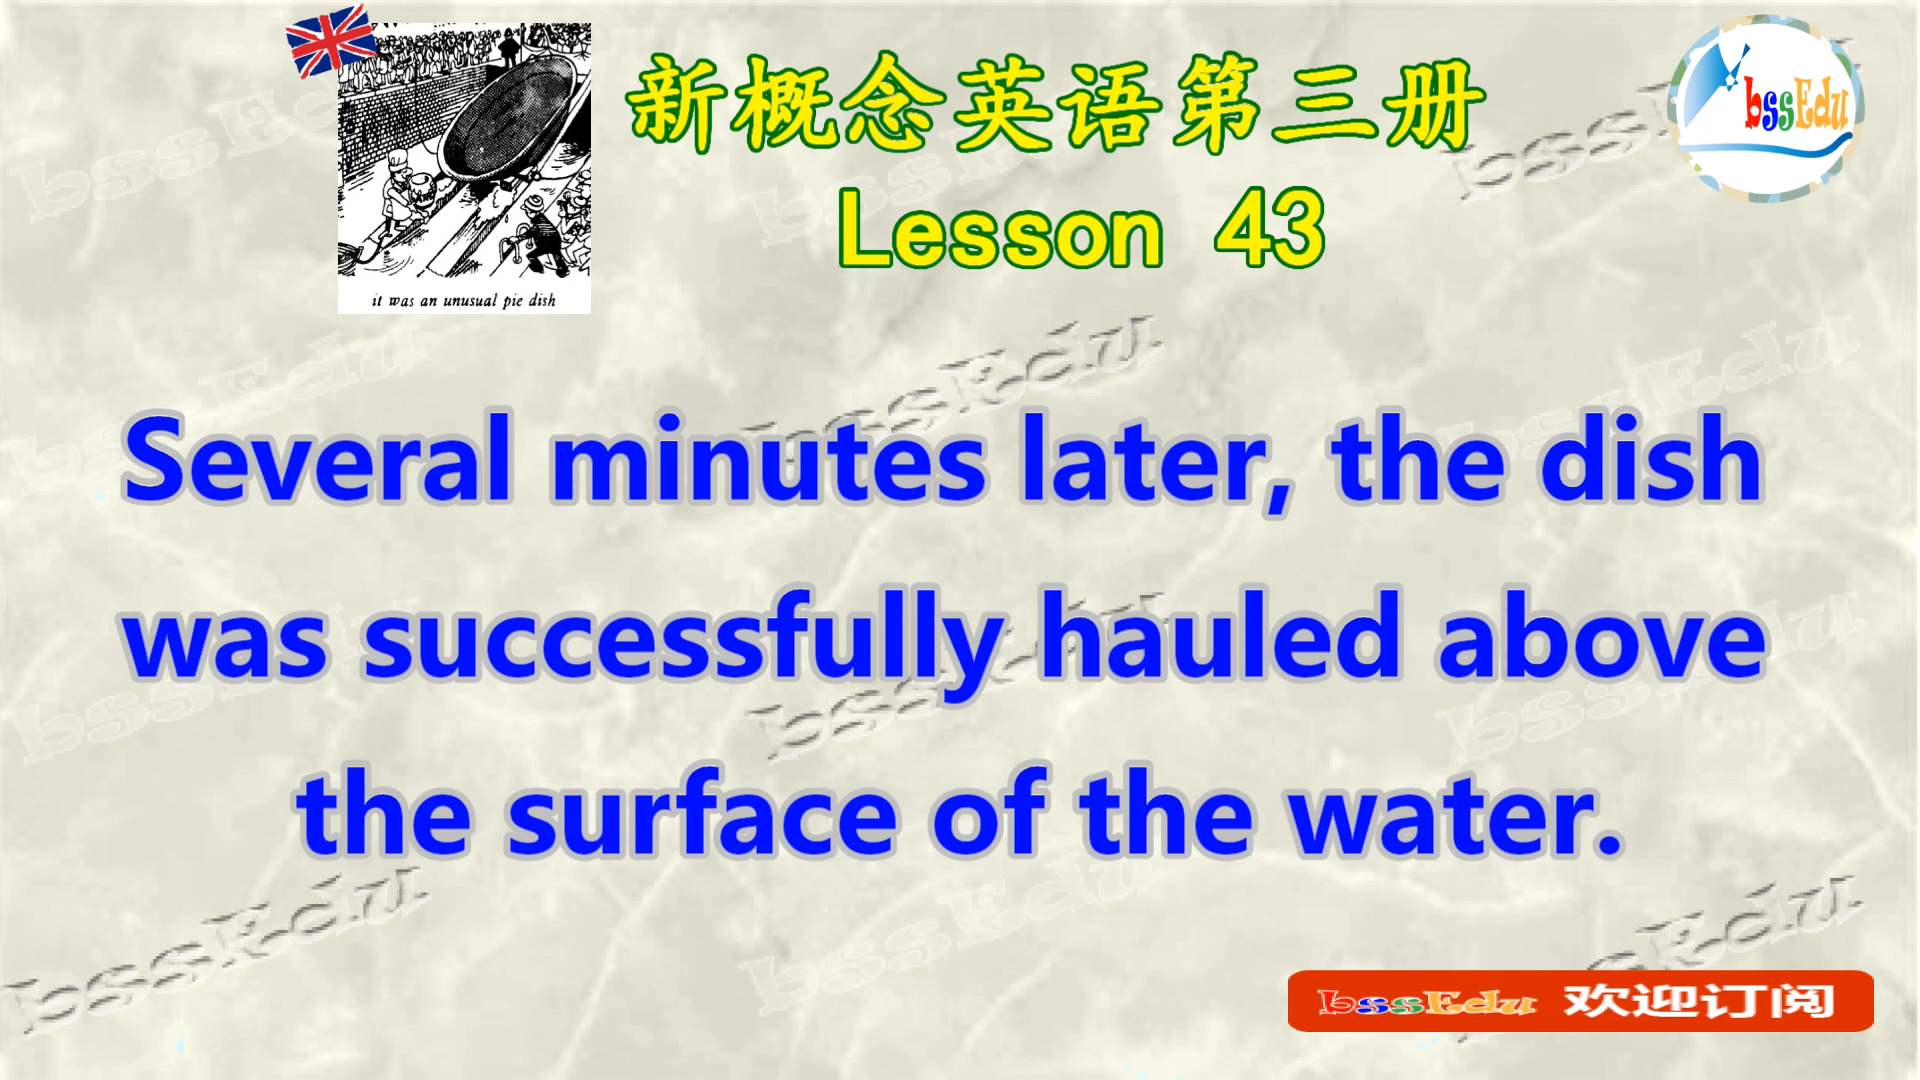 新概念英语第三册
bssEdu
Lesson 43
it was an unusual pie dish
Several minutes later, the dish
was successfully hauled above
the surface of the water.
bssEdu 欢迎订阅